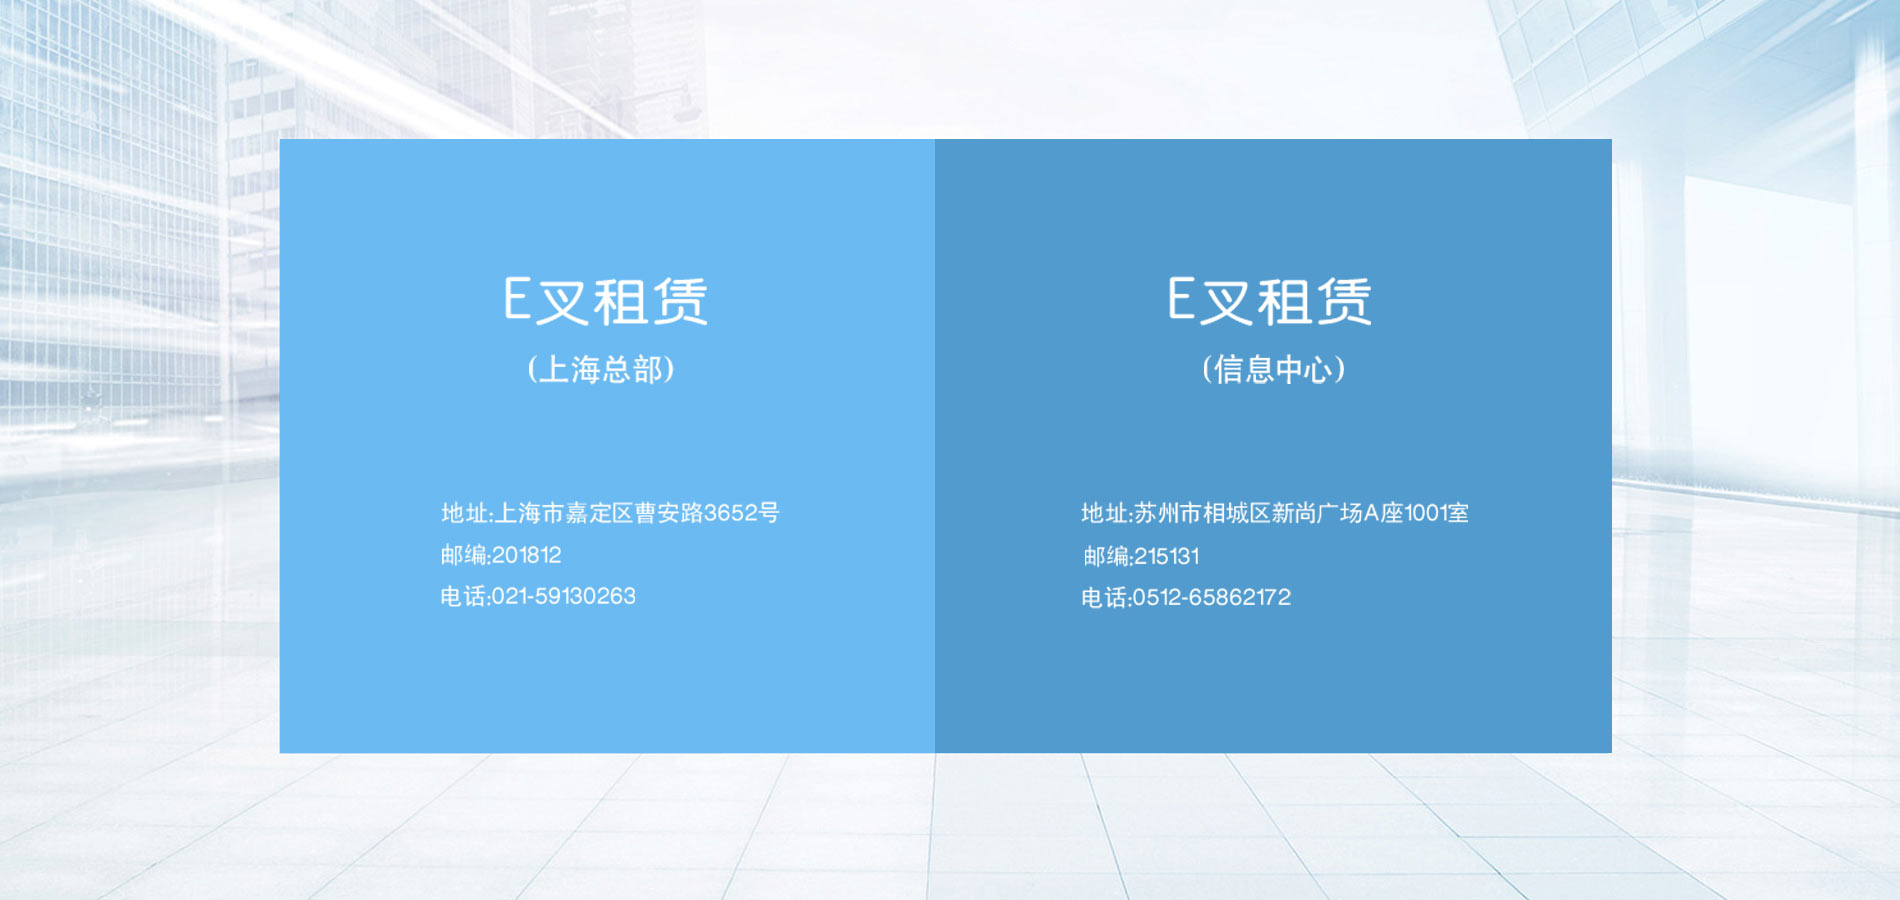 E叉租赁
(上海总部)
地址:上海市嘉定区曹安路3652号
邮编:201812
电话:021-59130263
E叉租赁
(信息中心)
地址:苏州市相城区新尚广场A座1001室
邮编:215131
电话:0512-65862172